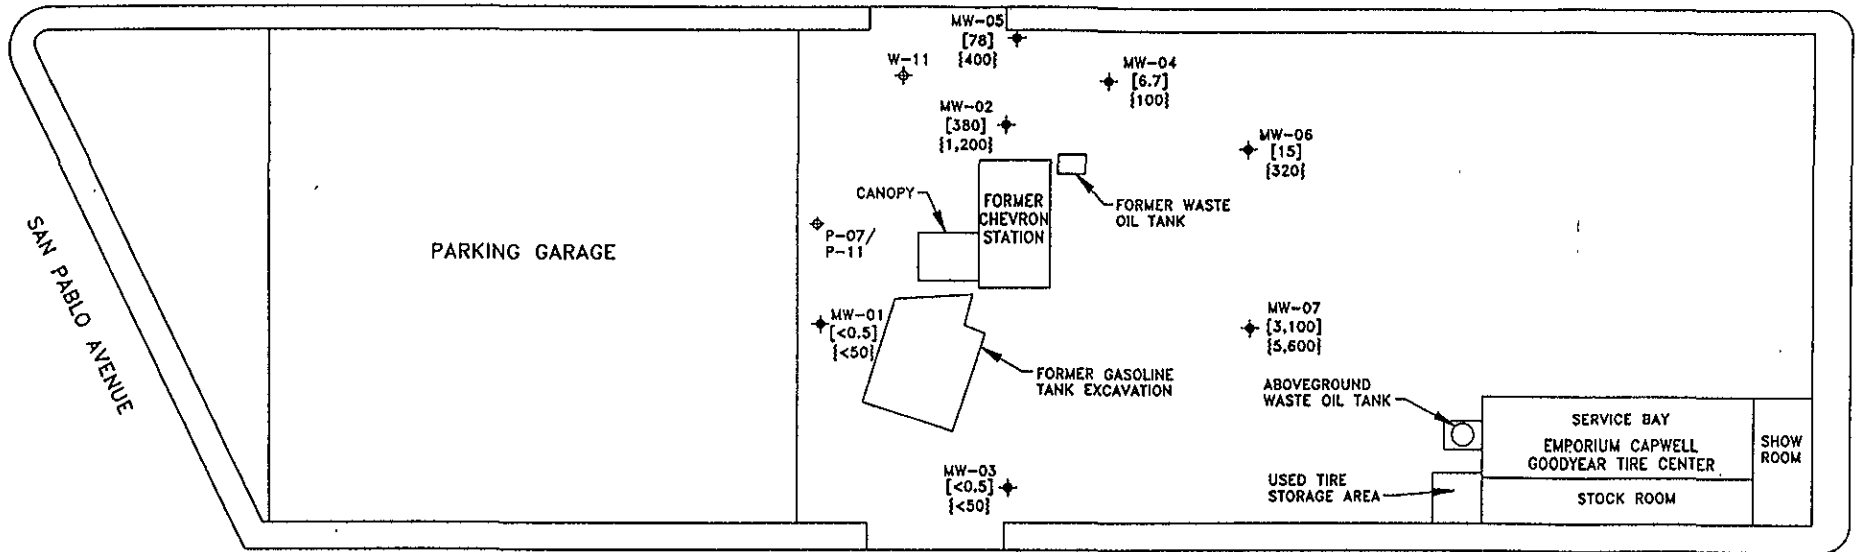 MW-05
[78]
{400}
W-11
MW-04
[6.7]
{100}
MW-02
[380]
{1,200}
MW-06
[15]
{320}
CANOPY
FORMER
CHEVRON
STATION
FORMER WASTE
OIL TANK
SAN PABLO AVENUE
PARKING GARAGE
P-07/
P-11
MW-01
[<0.5]
{<50}
MW-07
[3,100]
{5,600}
FORMER GASOLINE
TANK EXCAVATION
ABOVEGROUND
WASTE OIL TANK
SERVICE BAY
EMPORIUM CAPWELL
GOODYEAR TIRE CENTER
SHOW
ROOM
MW-03
[<0.5]
{<50}
USED TIRE
STORAGE AREA
STOCK ROOM